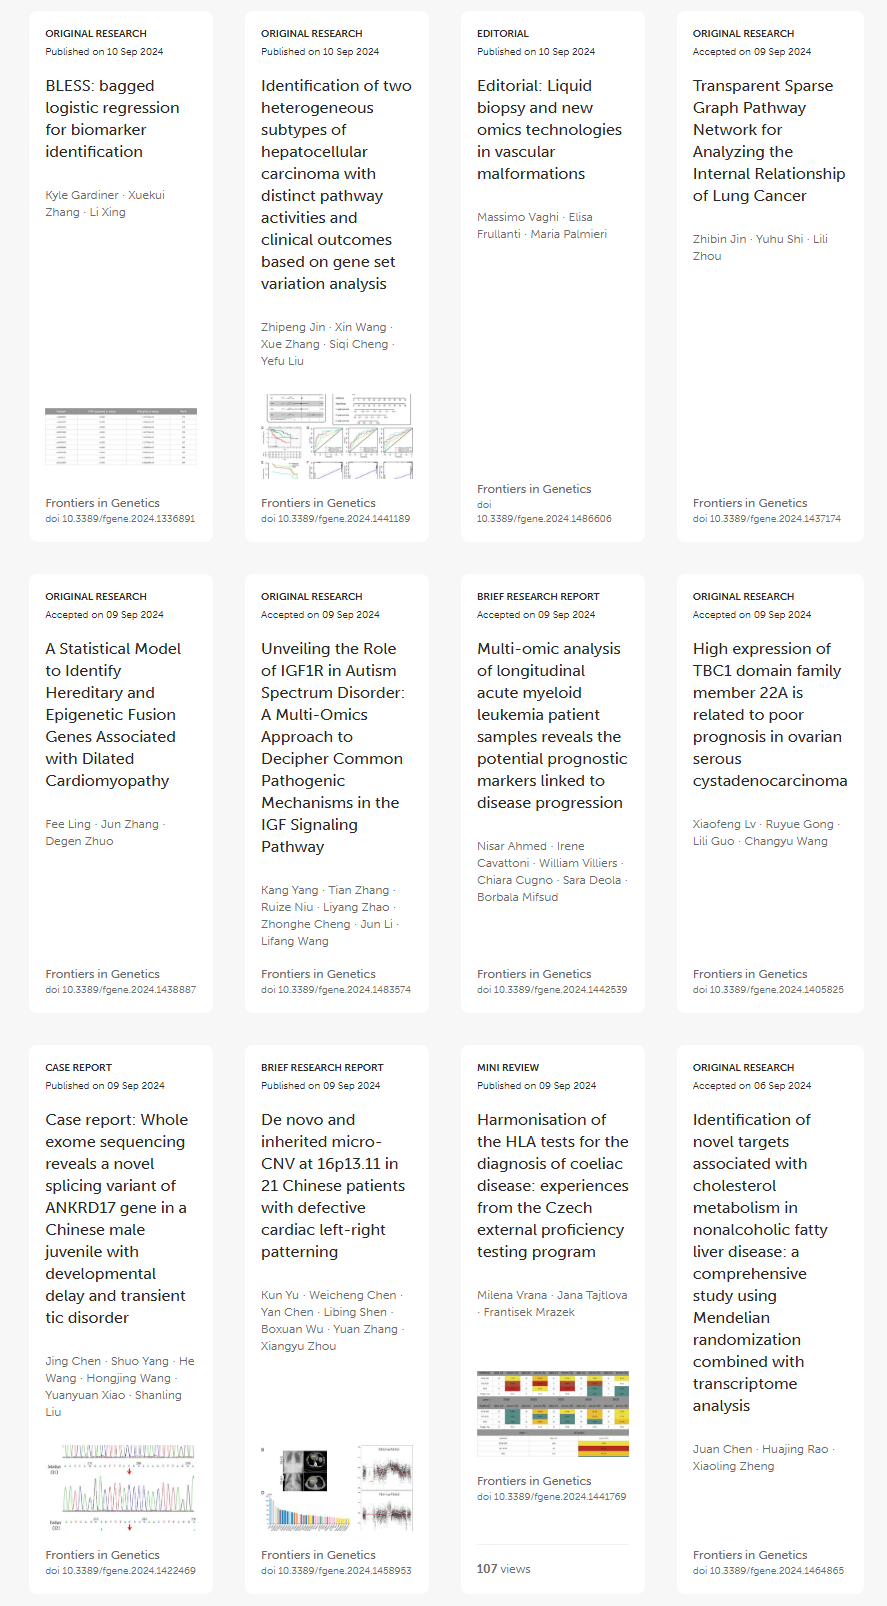 ORIGINAL RESEARCH
Published on 10 Sep 2024
BLESS: bagged
logistic regression
for biomarker
identification
Kyle Gardiner · Xuekui
Zhang · Li Xing
Frontiers in Genetics
doi 10.3389/fgene.2024.1336891
ORIGINAL RESEARCH
Published on 10 Sep 2024
Identification of two
heterogeneous
subtypes of
hepatocellular
carcinoma with
distinct pathway
activities and
clinical outcomes
based on gene set
variation analysis
Zhipeng Jin · Xin Wang ·
Xue Zhang · Siqi Cheng ·
Yefu Liu
Frontiers in Genetics
doi 10.3389/fgene.2024.1441189
EDITORIAL
Published on 10 Sep 2024
Editorial: Liquid
biopsy and new
omics technologies
in vascular
malformations
Massimo Vaghi · Elisa
Frullanti · Maria Palmieri
Frontiers in Genetics
doi
10.3389/fgene.2024.1486606
ORIGINAL RESEARCH
Accepted on 09 Sep 2024
Transparent Sparse
Graph Pathway
Network for
Analyzing the
Internal Relationship
of Lung Cancer
Zhibin Jin · Yuhu Shi · Lili
Zhou
Frontiers in Genetics
doi 10.3389/fgene.2024.1437174
ORIGINAL RESEARCH
Accepted on 09 Sep 2024
A Statistical Model
to Identify
Hereditary and
Epigenetic Fusion
Genes Associated
with Dilated
Cardiomyopathy
Fee Ling · Jun Zhang ·
Degen Zhuo
Frontiers in Genetics
doi 10.3389/fgene.2024.1438887
ORIGINAL RESEARCH
Accepted on 09 Sep 2024
Unveiling the Role
of IGF1R in Autism
Spectrum Disorder:
A Multi-Omics
Approach to
Decipher Common
Pathogenic
Mechanisms in the
IGF Signaling
Pathway
Kang Yang · Tian Zhang ·
Ruize Niu · Liyang Zhao ·
Zhonghe Cheng · Jun Li ·
Lifang Wang
Frontiers in Genetics
doi 10.3389/fgene.2024.1483574
BRIEF RESEARCH REPORT
Accepted on 09 Sep 2024
Multi-omic analysis
of longitudinal
acute myeloid
leukemia patient
samples reveals the
potential prognostic
markers linked to
disease progression
Nisar Ahmed · Irene
Cavattoni · William Villiers ·
Chiara Cugno · Sara Deola ·
Borbala Mifsud
Frontiers in Genetics
doi 10.3389/fgene.2024.1442539
ORIGINAL RESEARCH
Accepted on 09 Sep 2024
High expression of
TBC1 domain family
member 22A is
related to poor
prognosis in ovarian
serous
cystadenocarcinoma
Xiaofeng Lv · Ruyue Gong ·
Lili Guo · Changyu Wang
Frontiers in Genetics
doi 10.3389/fgene.2024.1405825
CASE REPORT
Published on 09 Sep 2024
Case report: Whole
exome sequencing
reveals a novel
splicing variant of
ANKRD17 gene in a
Chinese male
juvenile with
developmental
delay and transient
tic disorder
Jing Chen · Shuo Yang · He
Wang · Hongjing Wang ·
Yuanyuan Xiao · Shanling
Liu
Frontiers in Genetics
doi 10.3389/fgene.2024.1422469
BRIEF RESEARCH REPORT
Published on 09 Sep 2024
De novo and
inherited micro-
CNV at 16p13.11 in
21 Chinese patients
with defective
cardiac left-right
patterning
Kun Yu · Weicheng Chen ·
Yan Chen · Libing Shen ·
Boxuan Wu · Yuan Zhang ·
Xiangyu Zhou
Frontiers in Genetics
doi 10.3389/fgene.2024.1458953
MINI REVIEW
Published on 09 Sep 2024
Harmonisation of
the HLA tests for the
diagnosis of coeliac
disease: experiences
from the Czech
external proficiency
testing program
Milena Vrana · Jana Tajtlova
· Frantisek Mrazek
Frontiers in Genetics
doi 10.3389/fgene.2024.1441769
107 views
ORIGINAL RESEARCH
Accepted on 06 Sep 2024
Identification of
novel targets
associated with
cholesterol
metabolism in
nonalcoholic fatty
liver disease: a
comprehensive
study using
Mendelian
randomization
combined with
transcriptome
analysis
Juan Chen · Huajing Rao ·
Xiaoling Zheng
Frontiers in Genetics
doi 10.3389/fgene.2024.1464865